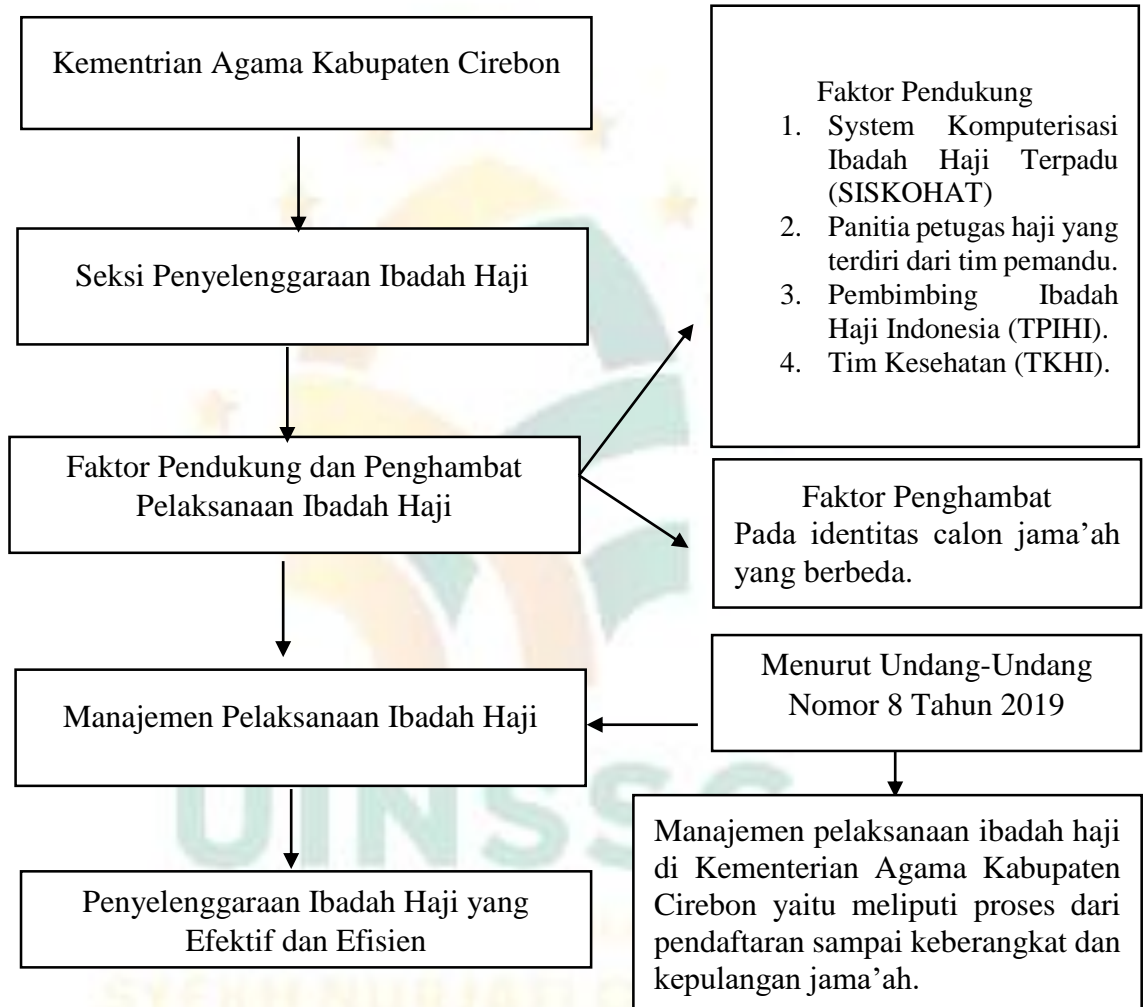 Kementrian Agama Kabupaten Cirebon
Seksi Penyelenggaraan Ibadah Haji
Faktor Pendukung dan Penghambat
Pelaksanaan Ibadah Haji
Manajemen Pelaksanaan Ibadah Haji
Penyelenggaraan Ibadah Haji yang
Efektif dan Efisien
Faktor Pendukung
1. System Komputerisasi
Ibadah Haji Terpadu
(SISKOHAT)
2. Panitia petugas haji yang
terdiri dari tim pemandu.
3. Pembimbing Ibadah
Haji Indonesia (TPIHI).
4. Tim Kesehatan (TKHI).
Faktor Penghambat
Pada identitas calon jama’ah
yang berbeda.
Menurut Undang-Undang
Nomor 8 Tahun 2019
Manajemen pelaksanaan ibadah haji
di Kementerian Agama Kabupaten
Cirebon yaitu meliputi proses dari
pendaftaran sampai keberangkat dan
kepulangan jama’ah.
UINSSC